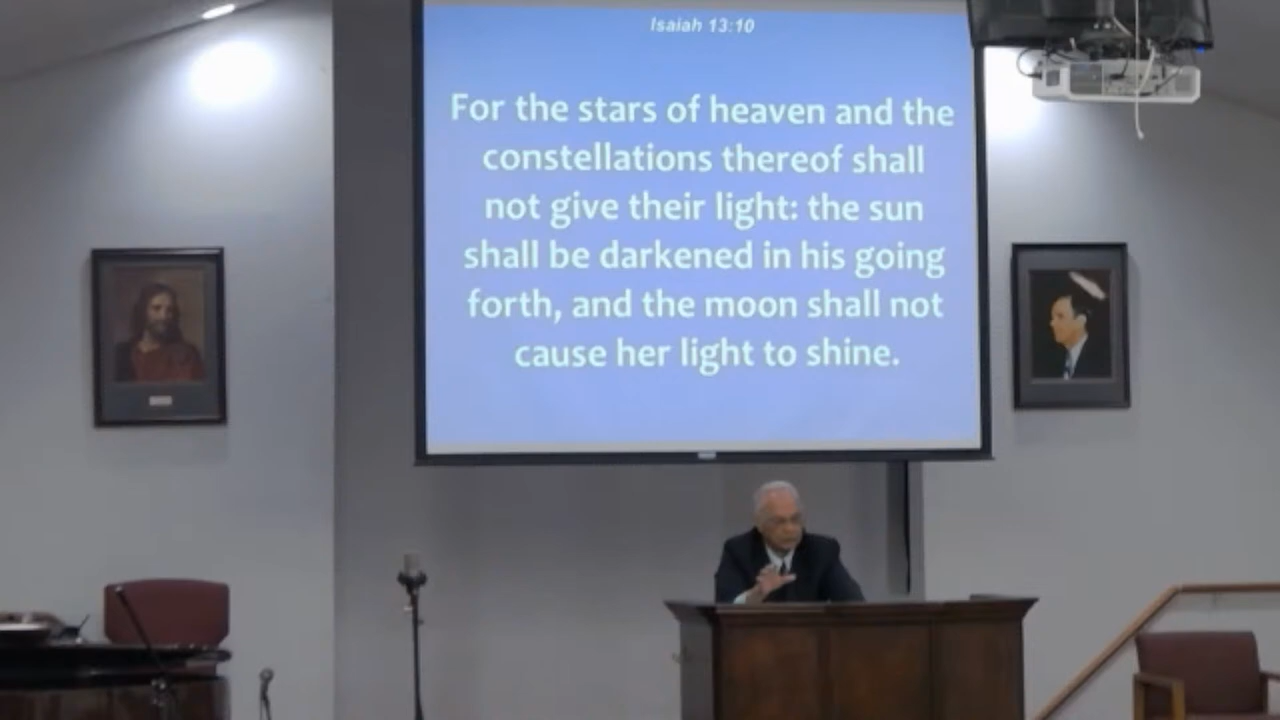 Isaiah 13:10
For the stars of heaven and the
constellations thereof shall
not give their light: the sun
shall be darkened in his going
forth, and the moon shall not
cause her light to shine.